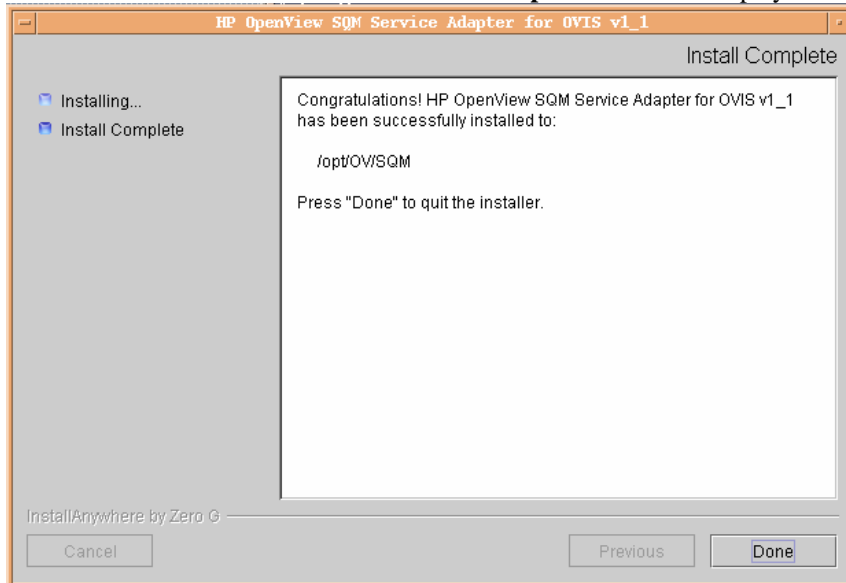 HP OpenView SQM Service Adapter for OVIS v1_1
Install Complete
Installing...
Install Complete
Congratulations! HP OpenView SQM Service Adapter for OVIS v1_1
has been successfully installed to:
/opt/OV/SQM
Press "Done" to quit the installer.
InstallAnywhere by Zero G
Cancel
Previous
Done